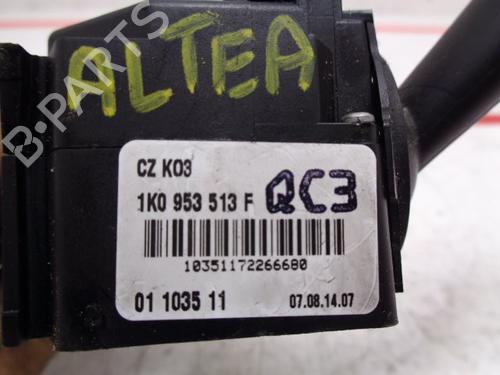 ALTEA
B-PARTS
CZ K03
1K0 953 513 F QC3
10351172266680
01 1035 11 07.08.14.07